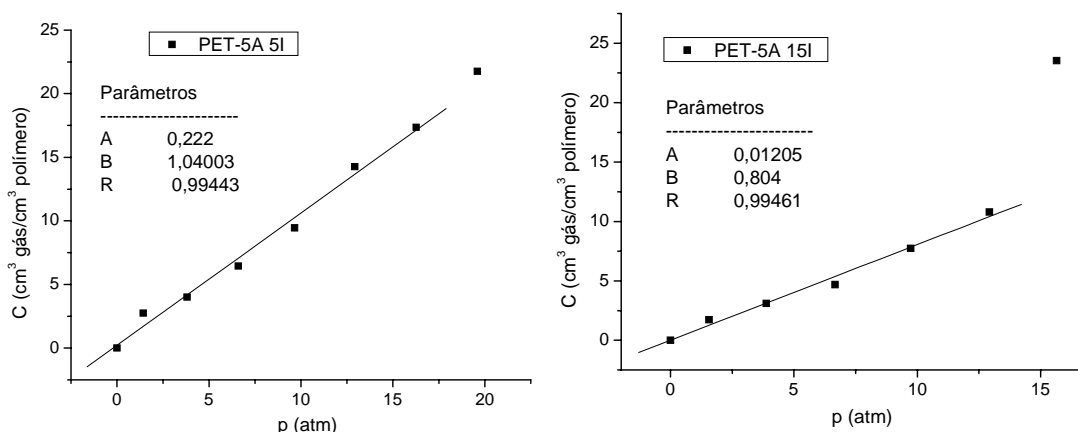 PET-5A 5I
Parâmetros
-----------------------
A 0,222
B 1,04003
R 0,99443
C (cm³ gás/cm³ polímero)
25
20
15
10
5
0
0 5 10 15 20
p (atm)
PET-5A 15I
Parâmetros
------------------------
A 0,01205
B 0,804
R 0,99461
C (cm³ gás/cm³ polímero)
25
20
15
10
5
0
0 5 10 15
p (atm)